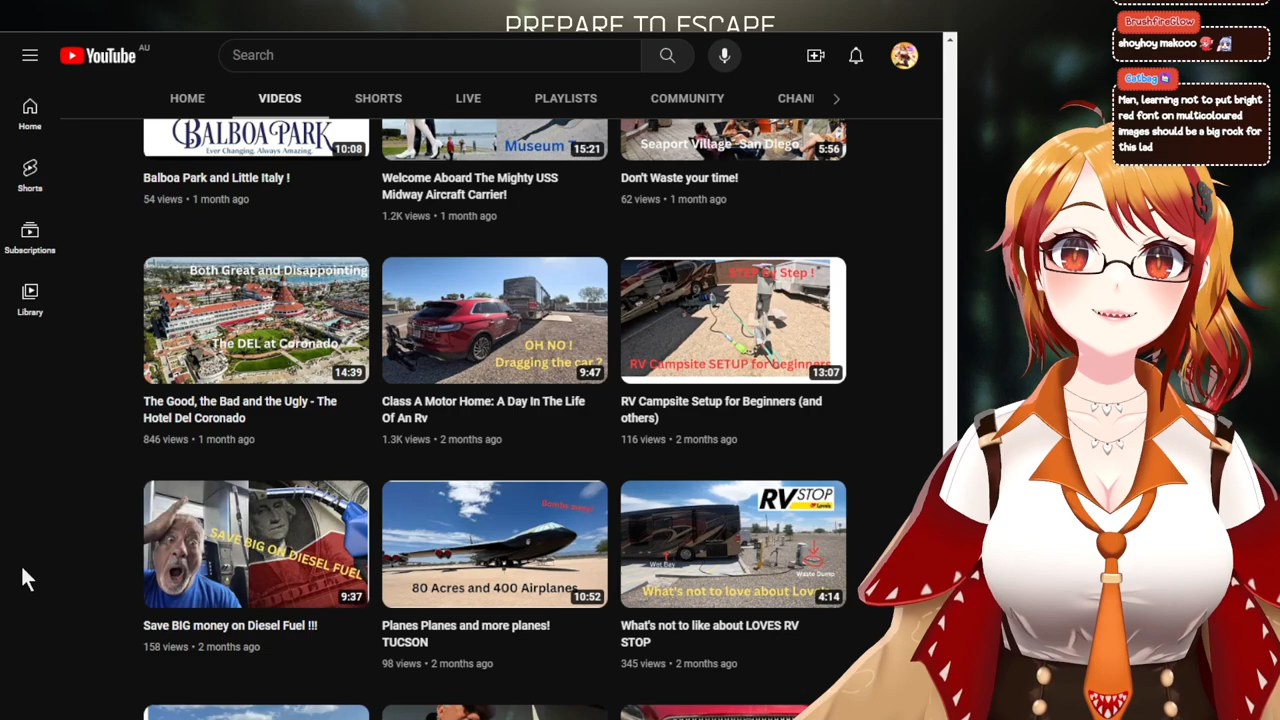 PREPARE TO ESCAPE
YouTube AU
Search
HOME VIDEOS SHORTS LIVE PLAYLISTS COMMUNITY CHAN
Home
Shorts
Subscriptions
Library
BALBOA PARK
Ever Changing. Always Amazing.
10:08
Balboa Park and Little Italy !
54 views • 1 month ago
Museum
15:21
Welcome Aboard The Mighty USS
Midway Aircraft Carrier!
1.2K views • 1 month ago
Seaport Village -San Diego
5:56
Don't Waste your time!
62 views • 1 month ago
Both Great and Disappointing
The DEL at Coronado
14:39
The Good, the Bad and the Ugly - The
Hotel Del Coronado
846 views • 1 month ago
OH NO !
Dragging the car ?
9:47
Class A Motor Home: A Day In The Life
Of An Rv
1.3K views • 2 months ago
STEP by Step !
RV Campsite SETUP for beginners
13:07
RV Campsite Setup for Beginners (and
others)
116 views • 2 months ago
SAVE BIG ON DIESEL FUEL
9:37
Save BIG money on Diesel Fuel !!!
158 views • 2 months ago
Bombs away!
80 Acres and 400 Airplanes
10:52
Planes Planes and more planes!
TUCSON
98 views • 2 months ago
RV STOP
Love's
Wet Bay
Waste Dump
What's not to love about Lov
4:14
What's not to like about LOVES RV
STOP
345 views • 2 months ago
BrushfireGlow
ahoyhoy makooo
Catbag
Man, learning not to put bright
red font on multicoloured
images should be a big rock for
this lad